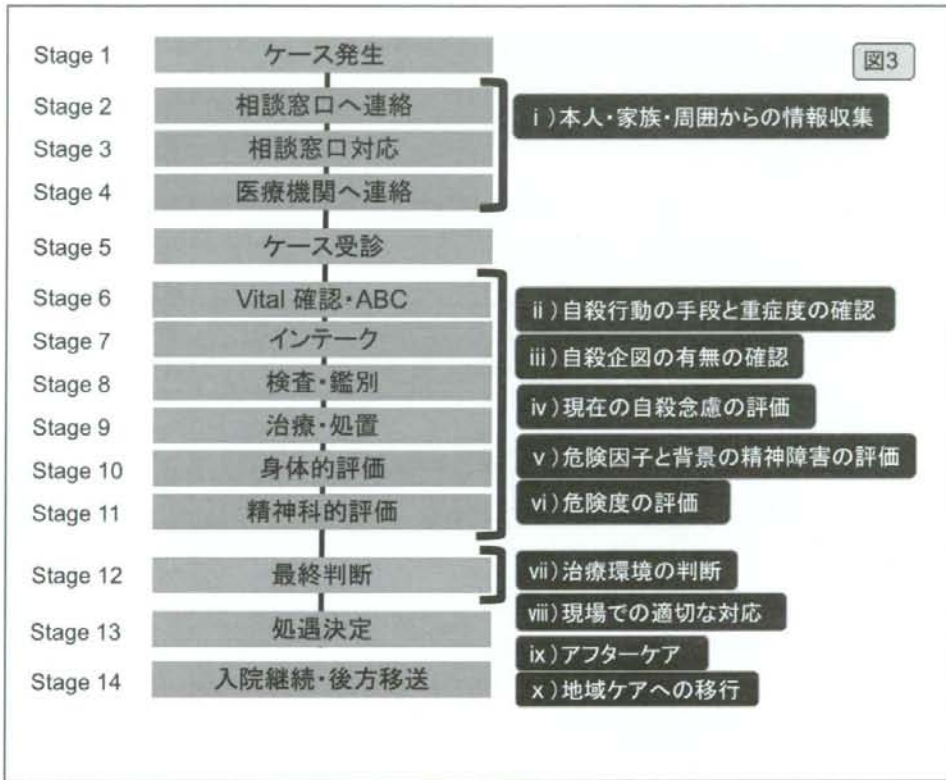 図3
Stage 1 ケース発生
Stage 2 相談窓口へ連絡
Stage 3 相談窓口対応
Stage 4 医療機関へ連絡
ⅰ)本人・家族・周囲からの情報収集
Stage 5 ケース受診
Stage 6 Vital 確認・ABC
Stage 7 インテーク
Stage 8 検査・鑑別
Stage 9 治療・処置
Stage 10 身体的評価
Stage 11 精神科的評価
ⅱ)自殺行動の手段と重症度の確認
ⅲ)自殺企図の有無の確認
ⅳ)現在の自殺念慮の評価
ⅴ)危険因子と背景の精神障害の評価
ⅵ)危険度の評価
Stage 12 最終判断
Stage 13 処遇決定
Stage 14 入院継続・後方移送
ⅶ)治療環境の判断
ⅷ)現場での適切な対応
ⅸ)アフターケア
ⅹ)地域ケアへの移行